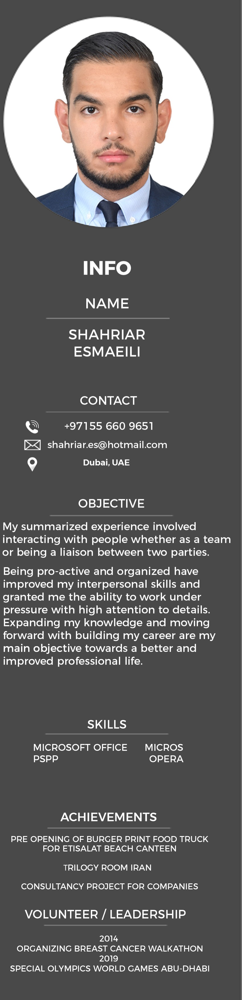 INFO
NAME
SHAHRIAR
ESMAEILI
CONTACT
+97155 660 9651
shahriar.es@hotmail.com
Dubai, UAE
OBJECTIVE
My summarized experience involved
interacting with people whether as a team
or being a liaison between two parties.
Being pro-active and organized have
improved my interpersonal skills and
granted me the ability to work under
pressure with high attention to details.
Expanding my knowledge and moving
forward with building my career are my
main objective towards a better and
improved professional life.
SKILLS
MICROSOFT OFFICE MICROS
PSPP OPERA
ACHIEVEMENTS
PRE OPENING OF BURGER PRINT FOOD TRUCK
FOR ETISALAT BEACH CANTEEN
TRILOGY ROOM IRAN
CONSULTANCY PROJECT FOR COMPANIES
VOLUNTEER / LEADERSHIP
2014
ORGANIZING BREAST CANCER WALKATHON
2019
SPECIAL OLYMPICS WORLD GAMES ABU-DHABI